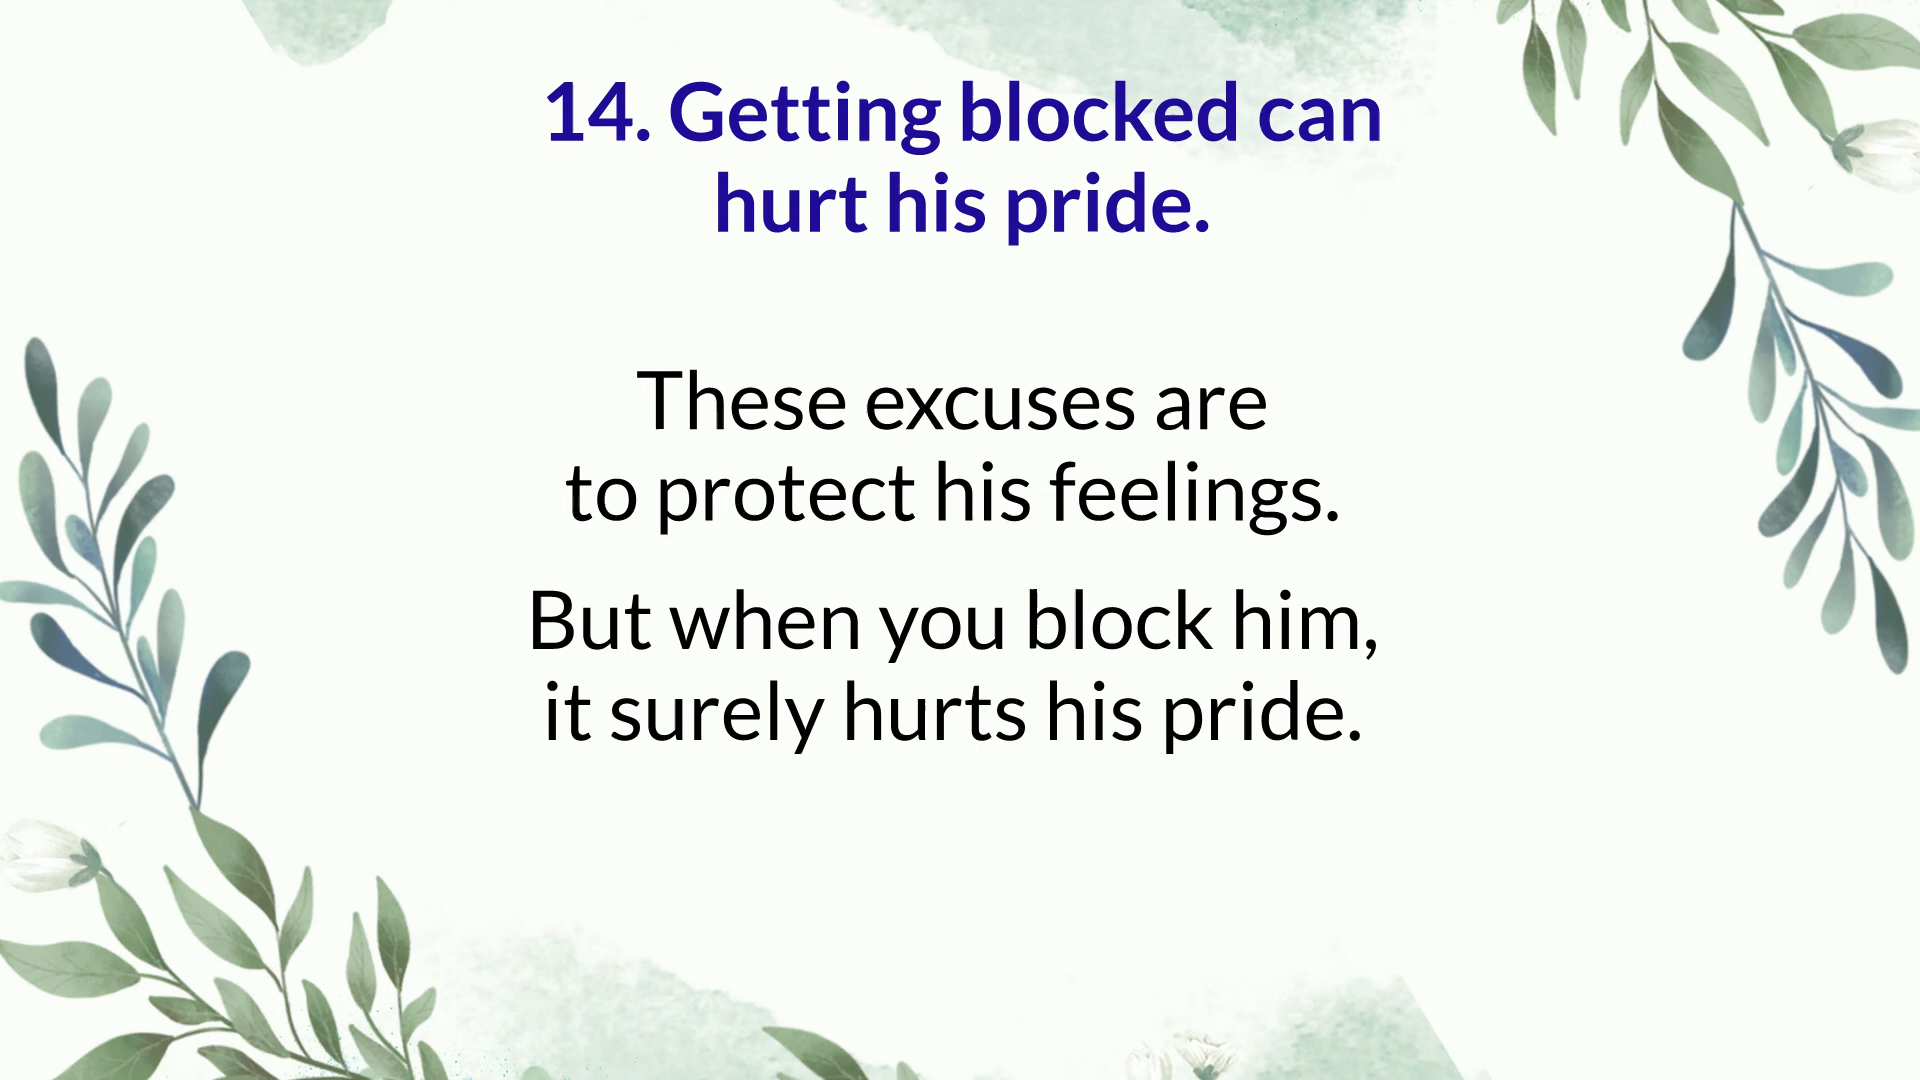 14. Getting blocked can
hurt his pride.
These excuses are
to protect his feelings.
But when you block him,
it surely hurts his pride.